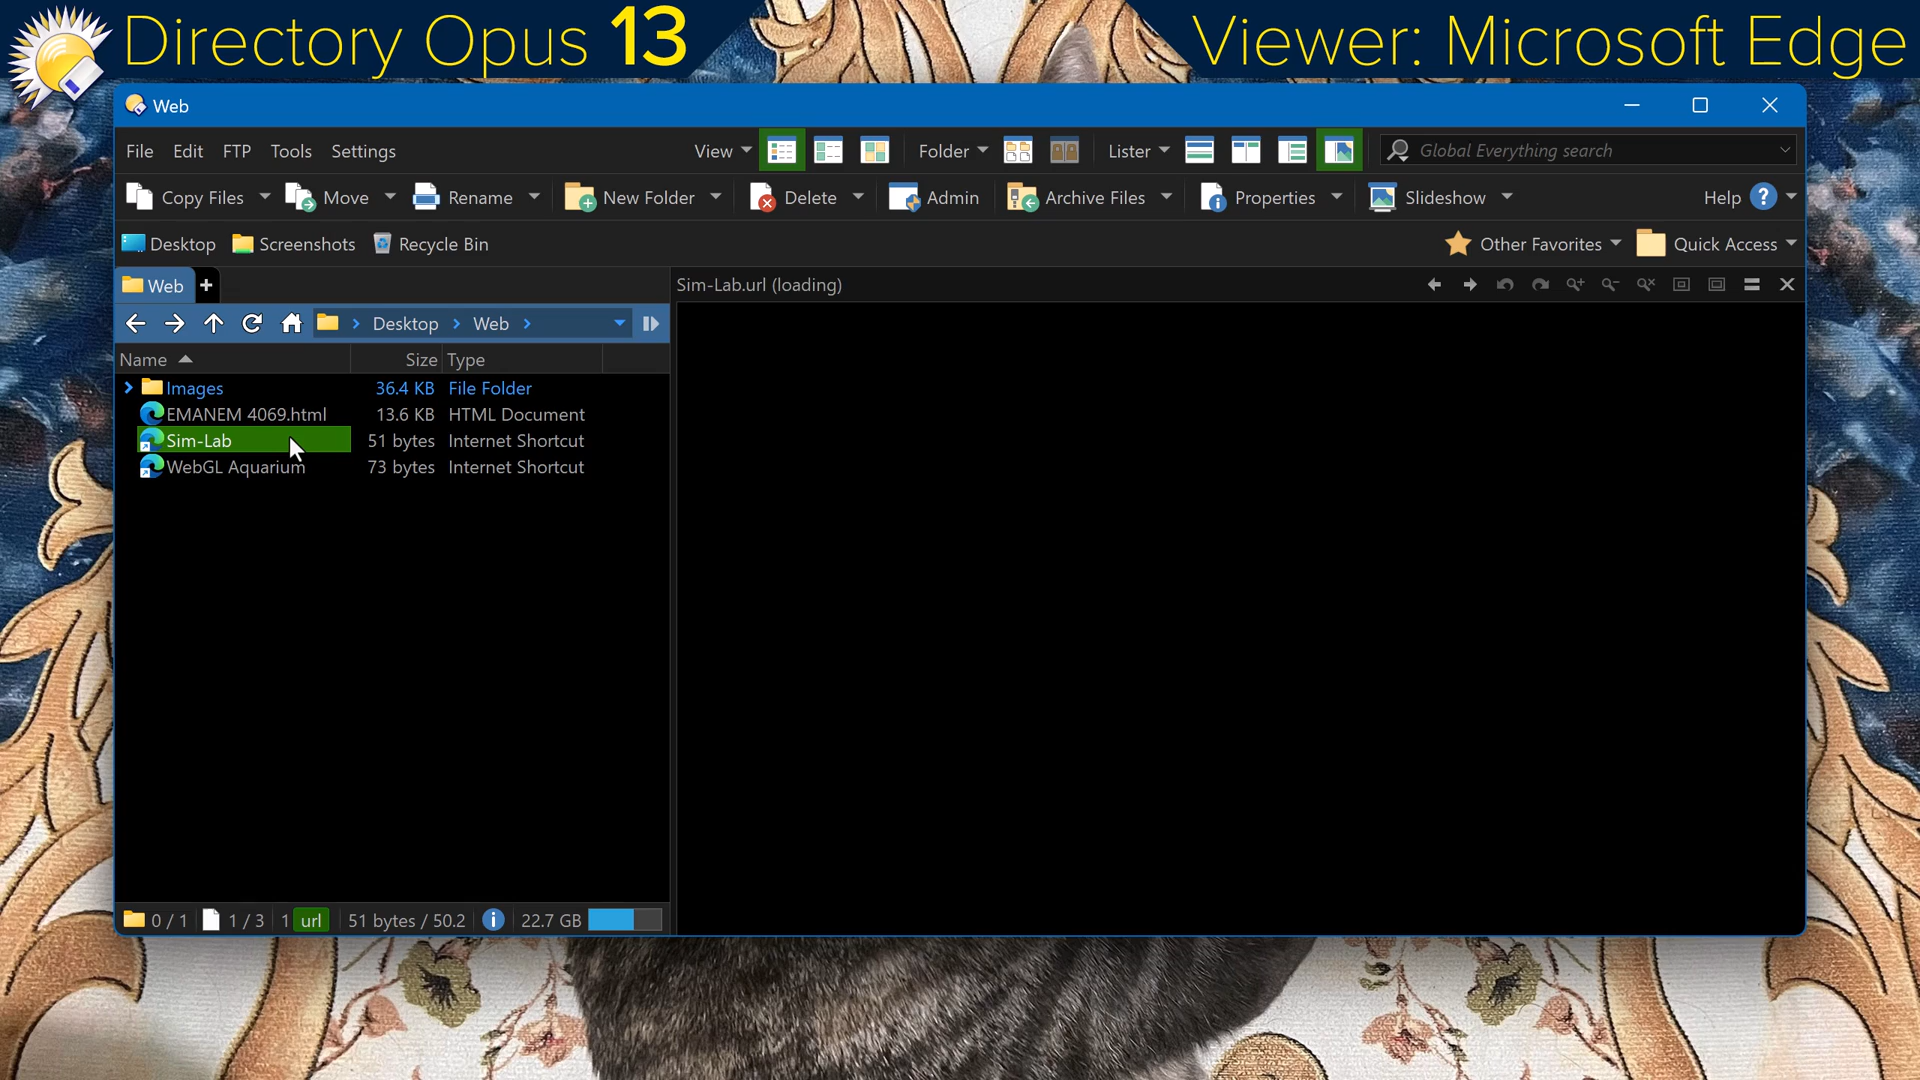 Directory Opus 13
Viewer: Microsoft Edge
Web
File Edit FTP Tools Settings View Folder Lister Global Everything search
Copy Files Move Rename New Folder Delete Admin Archive Files Properties Slideshow Help ?
Desktop Screenshots Recycle Bin Other Favorites Quick Access
Web + Sim-Lab.url (loading)
Desktop Web
Name Size Type
Images 36.4 KB File Folder
EMANEM 4069.html 13.6 KB HTML Document
Sim-Lab 51 bytes Internet Shortcut
WebGL Aquarium 73 bytes Internet Shortcut
0 / 1 1 / 3 1 url 51 bytes / 50.2 22.7 GB